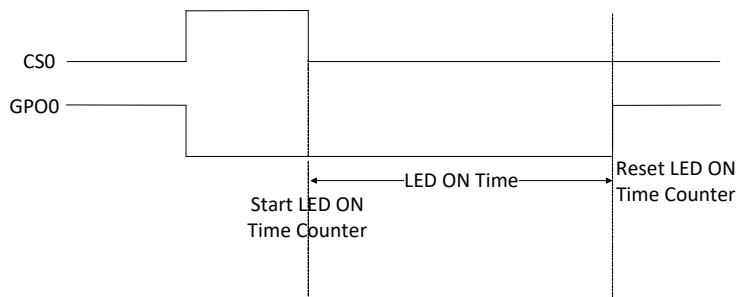 CS0
GPO0
LED ON Time
Start LED ON
Time Counter
Reset LED ON
Time Counter